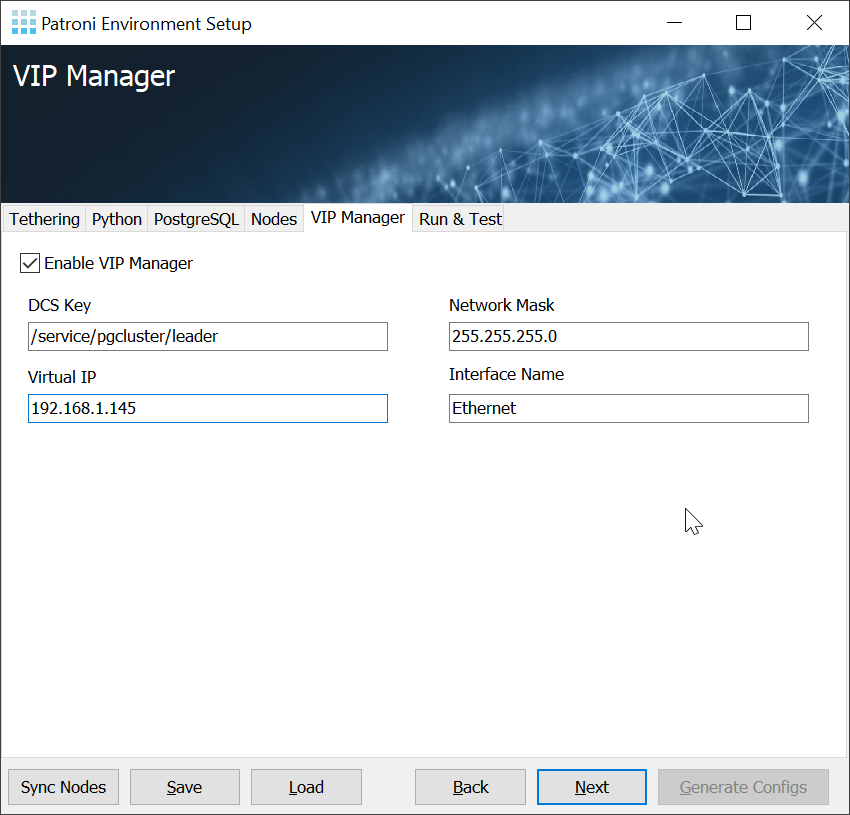 Patroni Environment Setup
VIP Manager
Tethering Python PostgreSQL Nodes VIP Manager Run & Test
Enable VIP Manager
DCS Key
/service/pgcluster/leader
Virtual IP
192.168.1.145
Network Mask
255.255.255.0
Interface Name
Ethernet
Sync Nodes Save Load Back Next Generate Configs